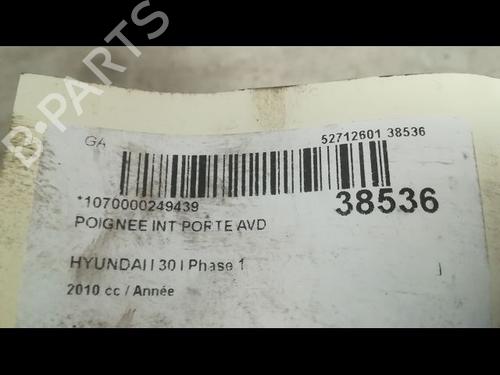 B-PARTS
GA
52712601 38536
*1070000249439
38536
POIGNEE INT PORTE AVD
HYUNDAI I 30 I Phase 1
2010 cc / Année